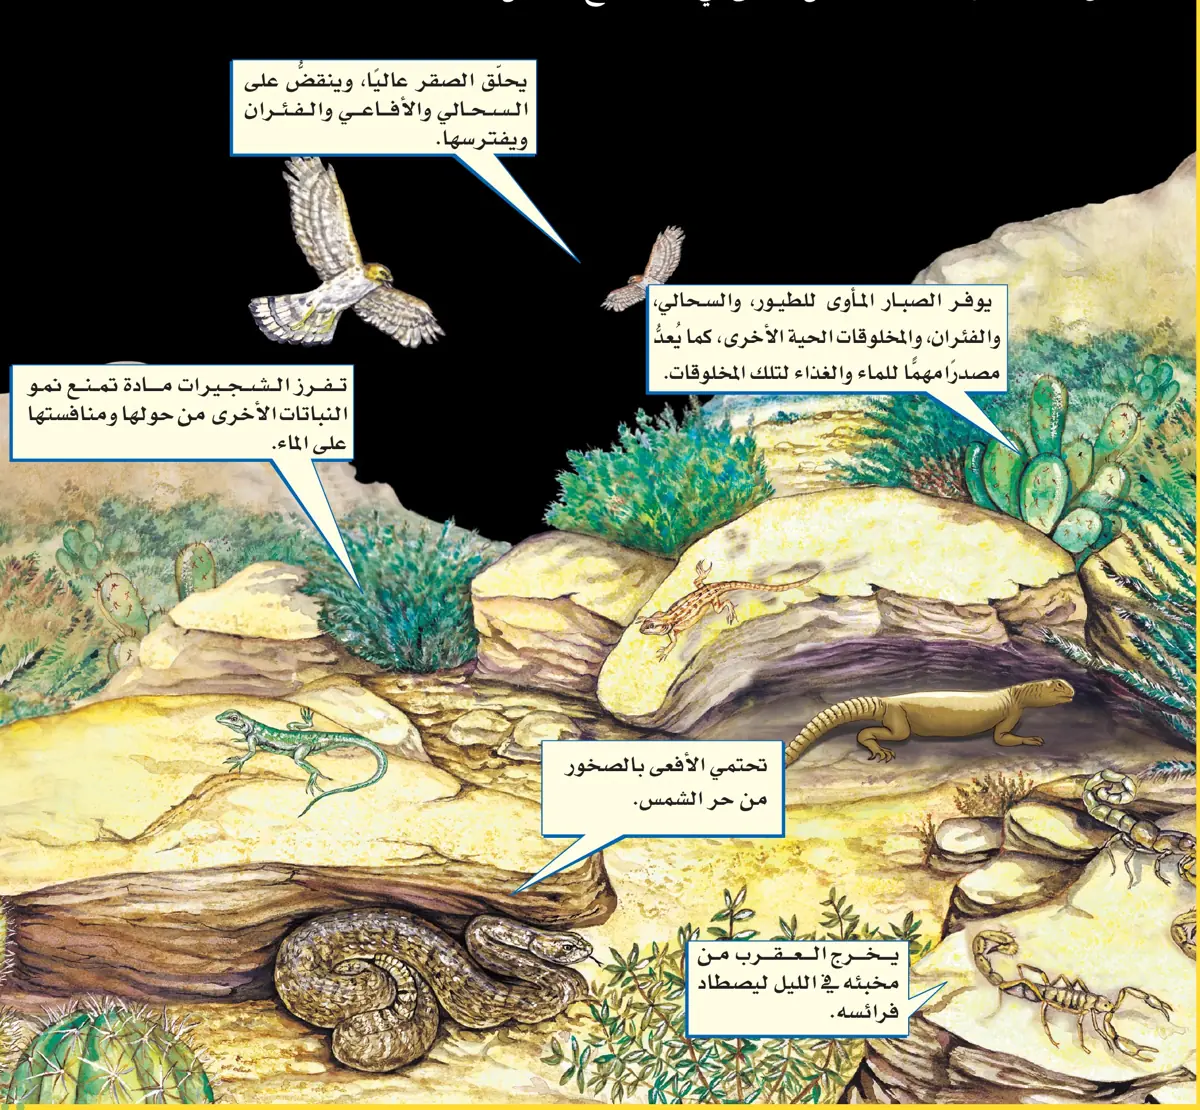 يحلّق الصقر عاليًا، وينقضُّ على
السحالي والأفاعي والفئران
ويفترسها.
يوفر الصبار المأوى للطيور، والسحالي،
والفئران، والمخلوقات الحية الأخرى، كما يُعدُّ
مصدرًا مهمًّا للماء والغذاء لتلك المخلوقات.
تفرز الشجيرات مادة تمنع نمو
النباتات الأخرى من حولها ومنافستها
على الماء.
تحتمي الأفعى بالصخور
من حر الشمس.
يخرج العقرب من
مخبئه في الليل ليصطاد
فرائسه.